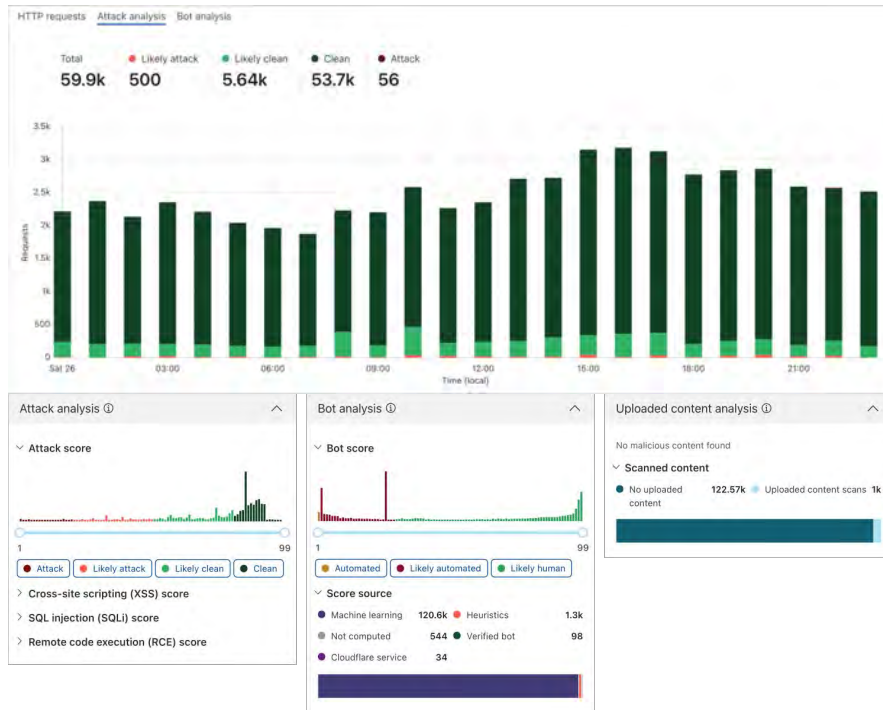 HTTP requests Attack analysis Bot analysis
Total Likely attack Likely clean Clean Attack
59.9k 500 5.64k 53.7k 56
3.5k
3k
2.5k
2k
1.5k
1k
500
0
Requests
Sat 26 03:00 06:00 09:00 12:00 15:00 18:00 21:00
Time (local)
Attack analysis
Attack score
1 99
Attack Likely attack Likely clean Clean
Cross-site scripting (XSS) score
SQL injection (SQLi) score
Remote code execution (RCE) score
Bot analysis
Bot score
1 99
Automated Likely automated Likely human
Score source
Machine learning 120.6k Heuristics 1.3k
Not computed 544 Verified bot 98
Cloudflare service 34
Uploaded content analysis
No malicious content found
Scanned content
No uploaded content 122.57k Uploaded content scans 1k